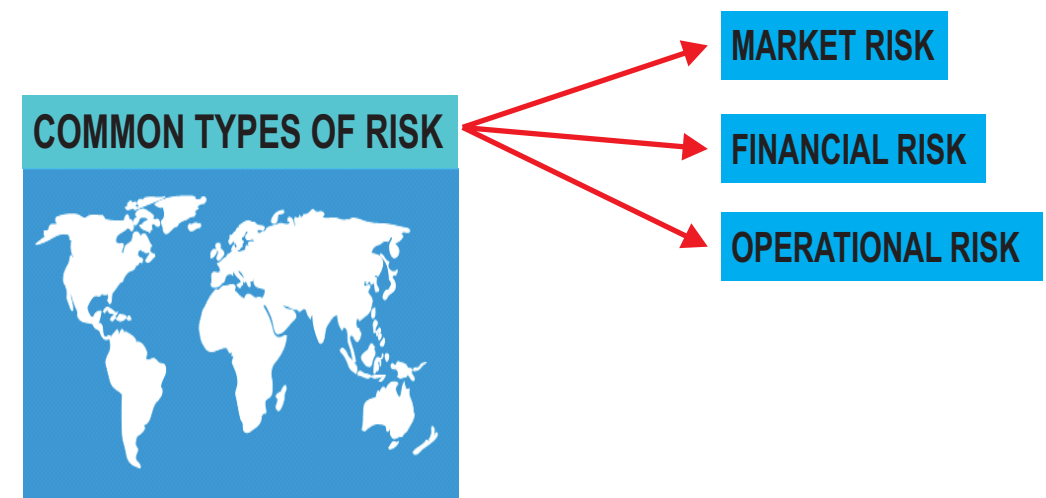 COMMON TYPES OF RISK
MARKET RISK
FINANCIAL RISK
OPERATIONAL RISK